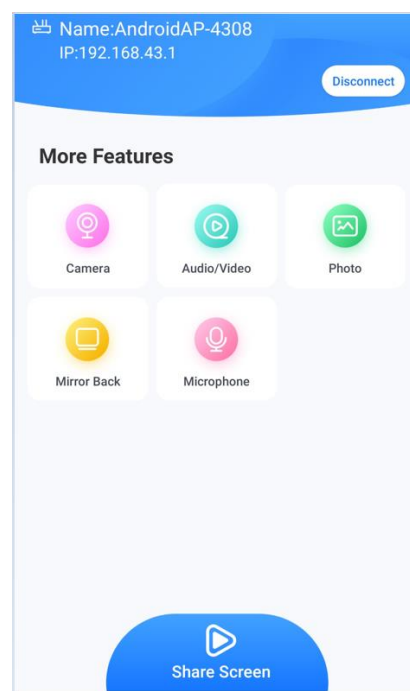 Name:AndroidAP-4308
IP:192.168.43.1
Disconnect
More Features
Camera
Audio/Video
Photo
Mirror Back
Microphone
Share Screen